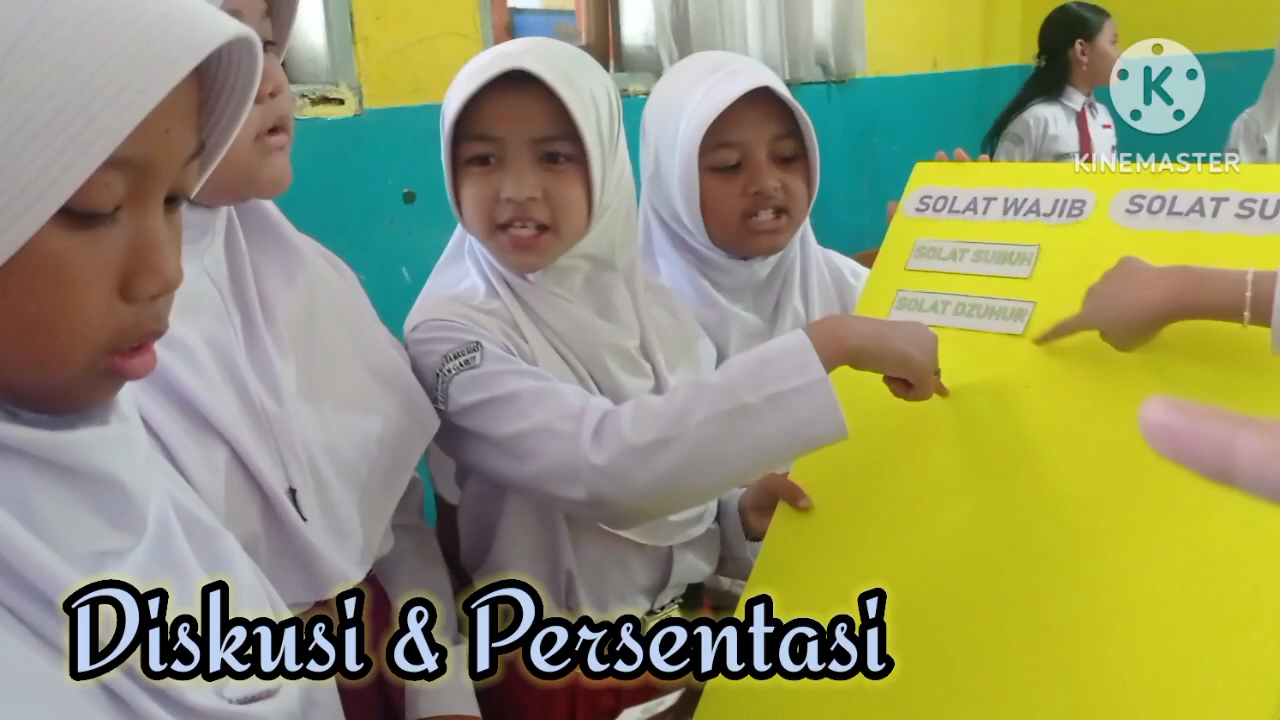 K
KINEMASTER
SOLAT WAJIB
SOLAT SU
SOLAT SUBUH
SOLAT DZUHUR
Diskusi & Persentasi